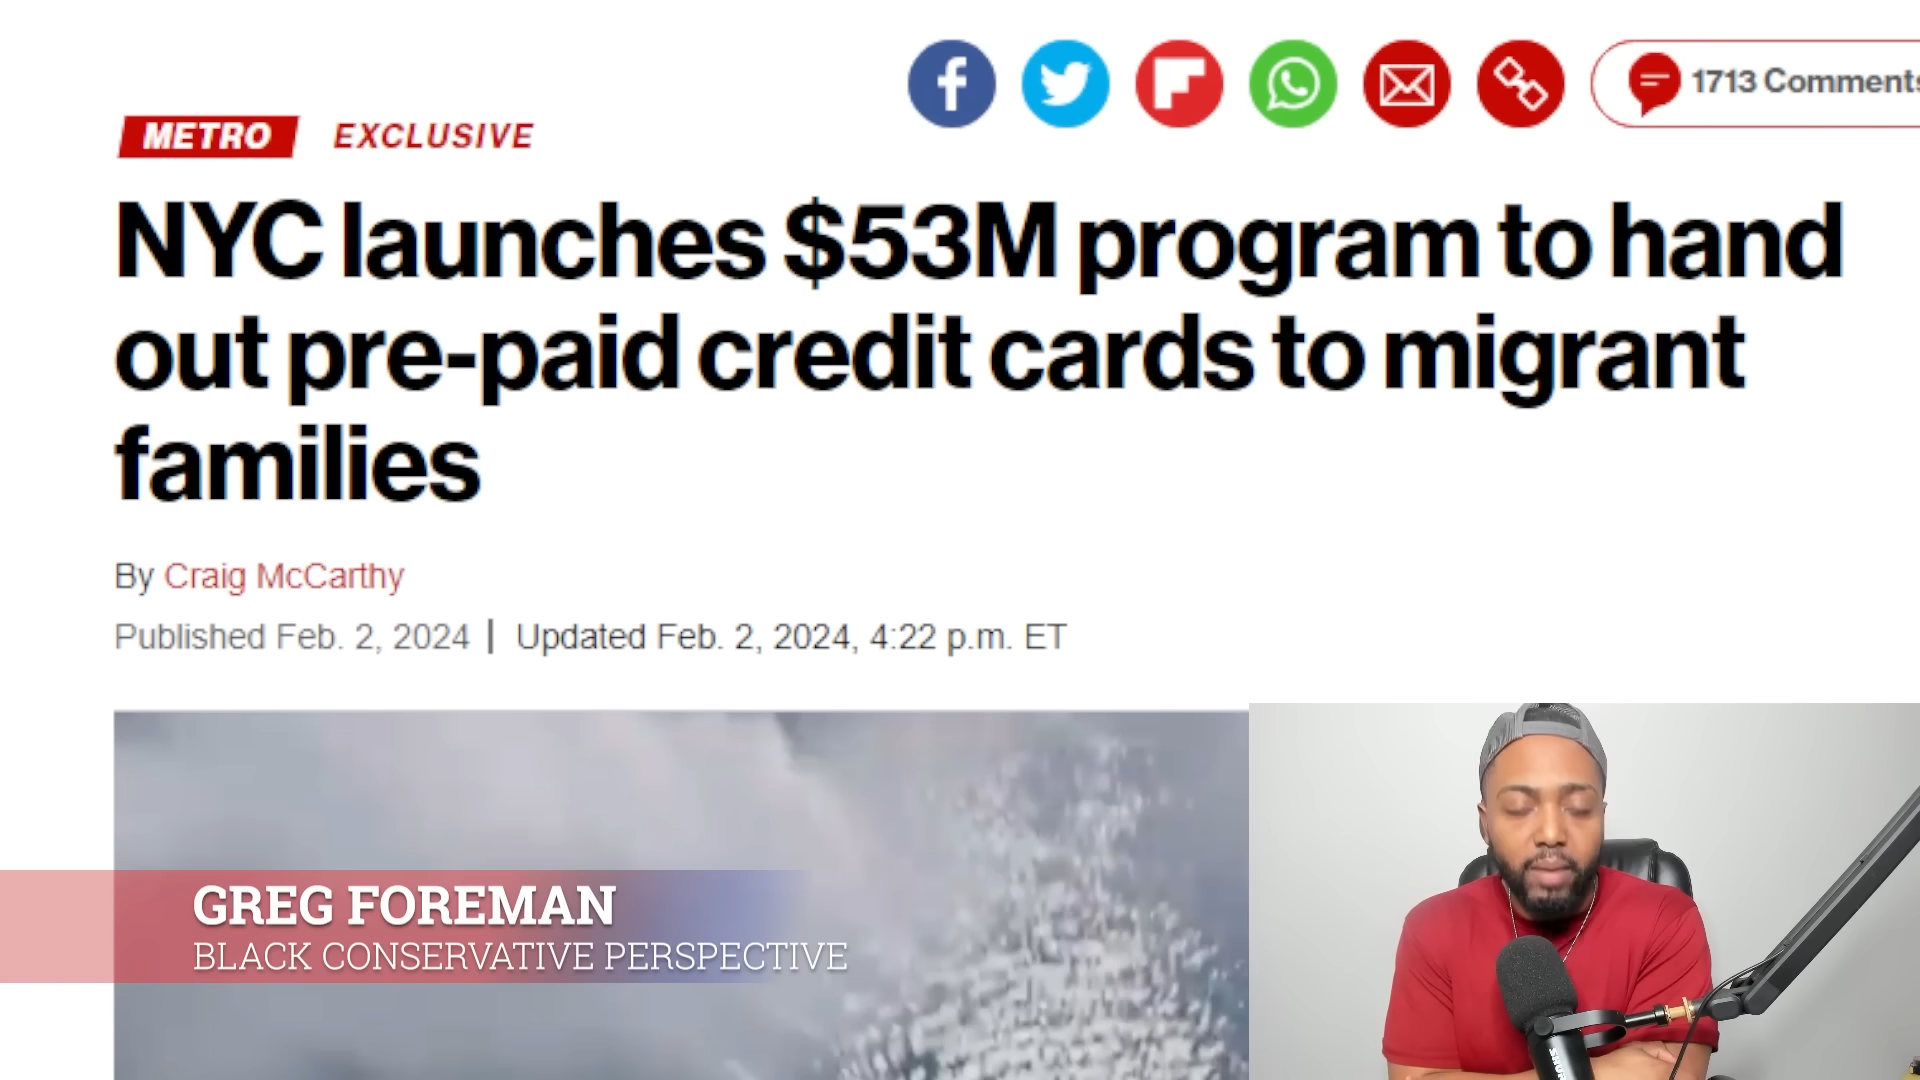 1713 Comments
METRO EXCLUSIVE
NYC launches $53M program to hand
out pre-paid credit cards to migrant
families
By Craig McCarthy
Published Feb. 2, 2024 | Updated Feb. 2, 2024, 4:22 p.m. ET
GREG FOREMAN
BLACK CONSERVATIVE PERSPECTIVE